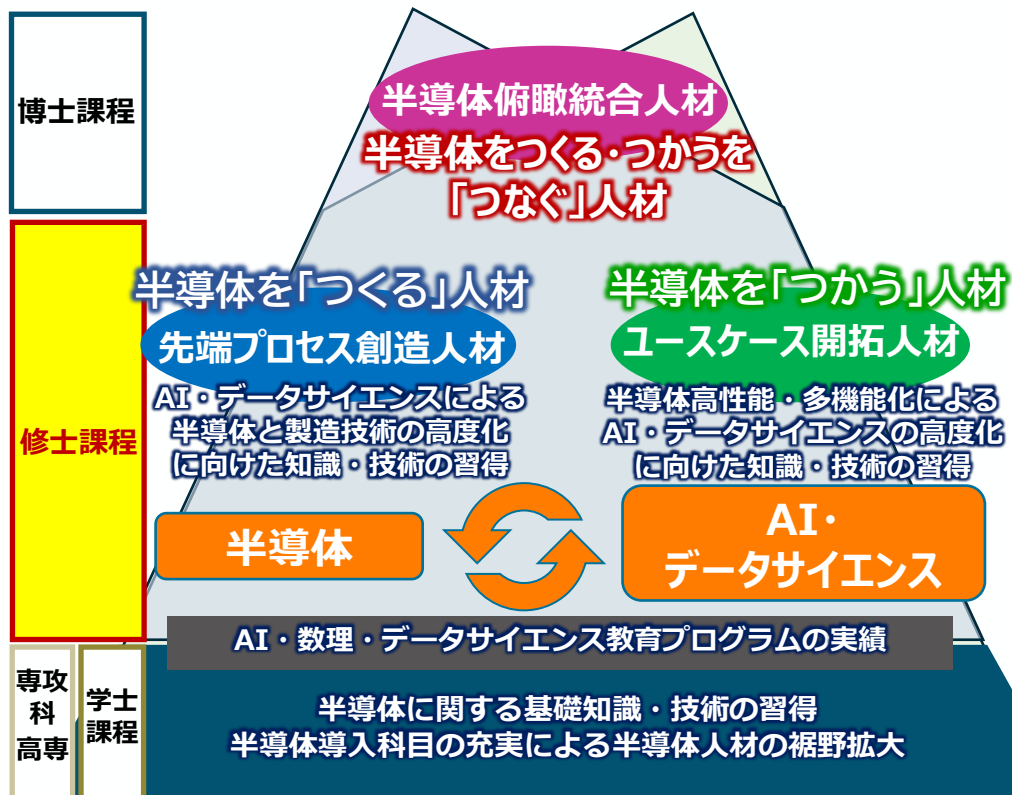 博士課程
半導体俯瞰統合人材
半導体をつくる・つかうを
「つなぐ」人材
修士課程
半導体を「つくる」人材
先端プロセス創造人材
AI・データサイエンスによる
半導体と製造技術の高度化
に向けた知識・技術の習得
半導体を「つかう」人材
ユースケース開拓人材
半導体高性能・多機能化による
AI・データサイエンスの高度化
に向けた知識・技術の習得
半導体
AI・
データサイエンス
AI・数理・データサイエンス教育プログラムの実績
専攻
科
高専
学士
課程
半導体に関する基礎知識・技術の習得
半導体導入科目の充実による半導体人材の裾野拡大